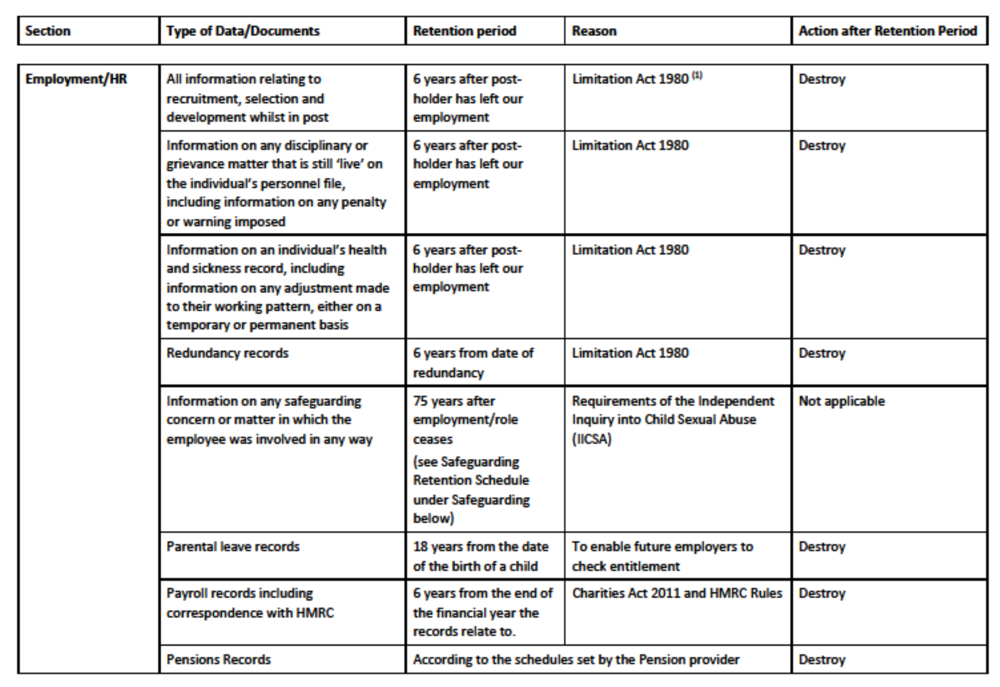 Section
Type of Data/Documents
Retention period
Reason
Action after Retention Period
Employment/HR
All information relating to
recruitment, selection and
development whilst in post
6 years after post-
holder has left our
employment
Limitation Act 1980 (1)
Destroy
Information on any disciplinary or
grievance matter that is still ‘live’ on
the individual’s personnel file,
including information on any penalty
or warning imposed
6 years after post-
holder has left our
employment
Limitation Act 1980
Destroy
Information on an individual’s health
and sickness record, including
information on any adjustment made
to their working pattern, either on a
temporary or permanent basis
6 years after post-
holder has left our
employment
Limitation Act 1980
Destroy
Redundancy records
6 years from date of
redundancy
Limitation Act 1980
Destroy
Information on any safeguarding
concern or matter in which the
employee was involved in any way
75 years after
employment/role
ceases
(see Safeguarding
Retention Schedule
under Safeguarding
below)
Requirements of the Independent
Inquiry into Child Sexual Abuse
(IICSA)
Not applicable
Parental leave records
18 years from the date
of the birth of a child
To enable future employers to
check entitlement
Destroy
Payroll records including
correspondence with HMRC
6 years from the end of
the financial year the
records relate to.
Charities Act 2011 and HMRC Rules
Destroy
Pensions Records
According to the schedules set by the Pension provider
Destroy